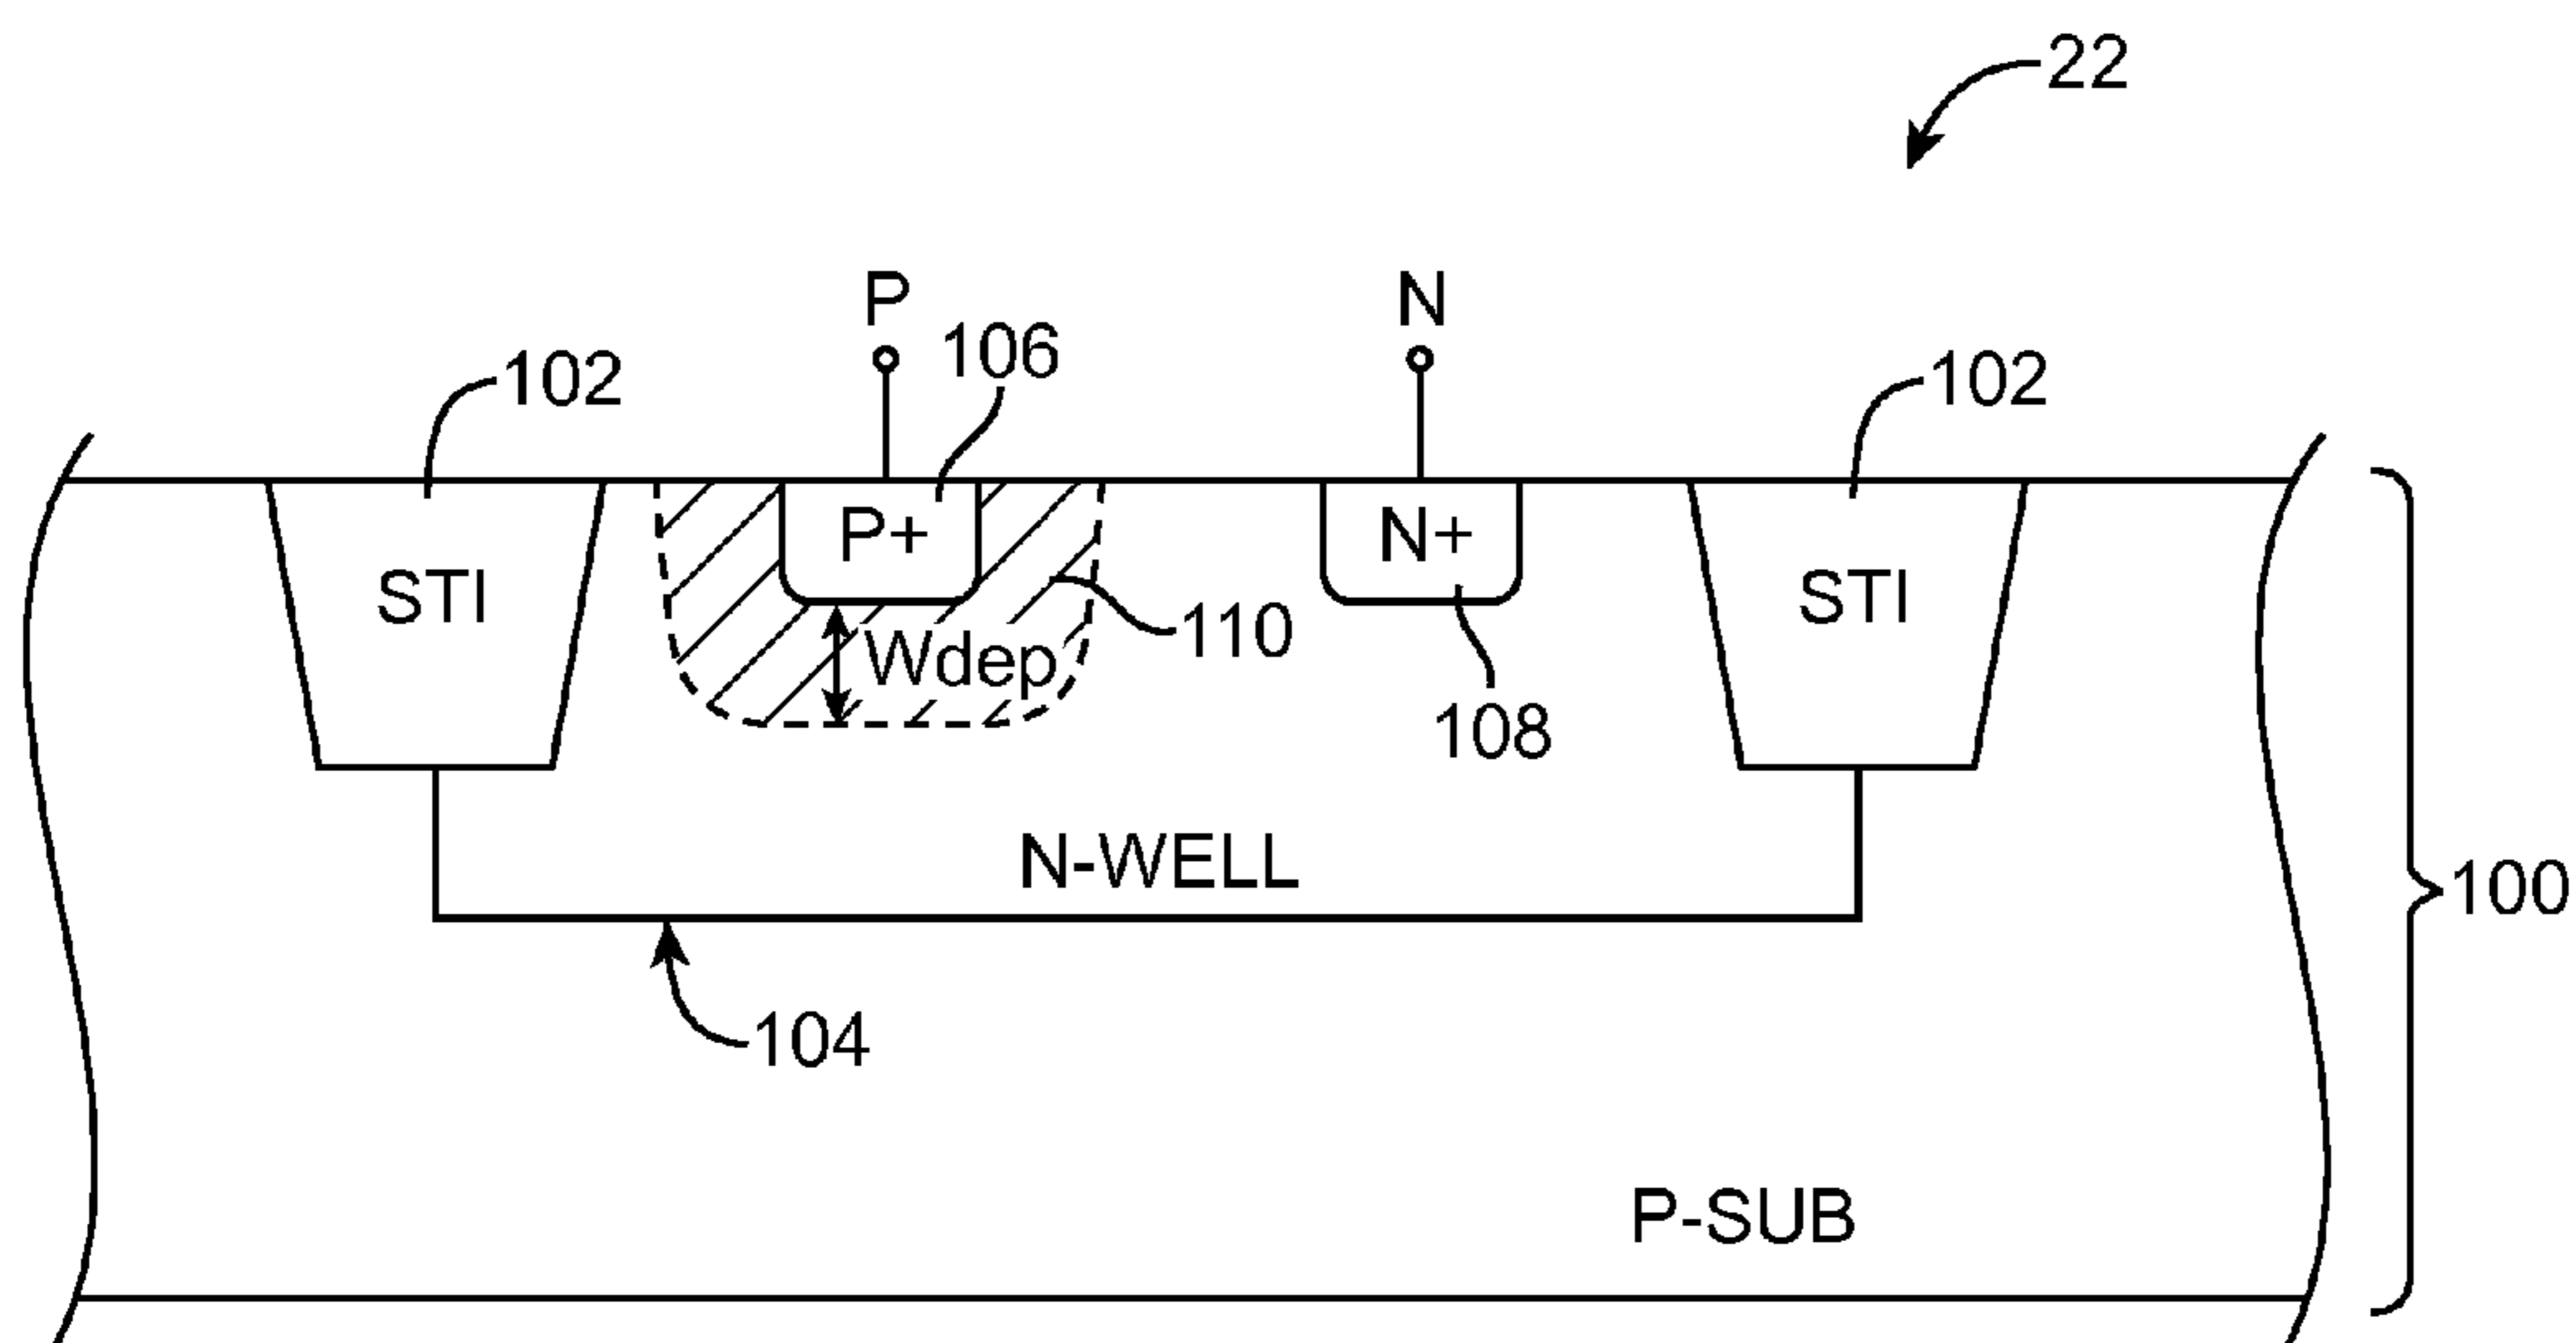 22
P
N
106
102
102
P+
N+
STI
STI
110
Wdep
108
N-WELL
100
104
P-SUB